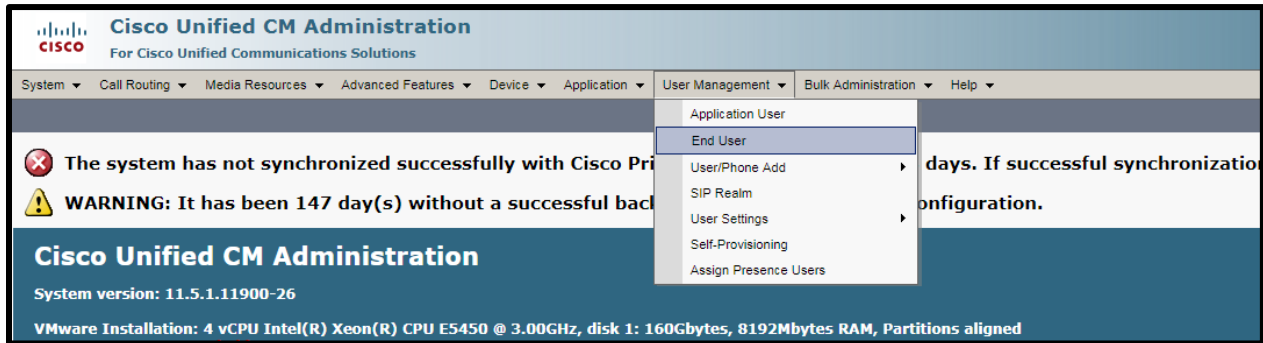 Cisco Unified CM Administration
CISCO
For Cisco Unified Communications Solutions
System Call Routing Media Resources Advanced Features Device Application User Management Bulk Administration Help
Application User
End User
User/Phone Add
SIP Realm
User Settings
Self-Provisioning
Assign Presence Users
The system has not synchronized successfully with Cisco days. If successful
WARNING: It has been 147 day(s) without a successful
Cisco Unified CM Administration
System version: 11.5.1.11900-26
VMware Installation: 4 vCPU Intel(R) Xeon(R) CPU E5450 @ 3.00GHz, disk 1: 160Gbytes, 8192Mbytes RAM, Partitions aligned